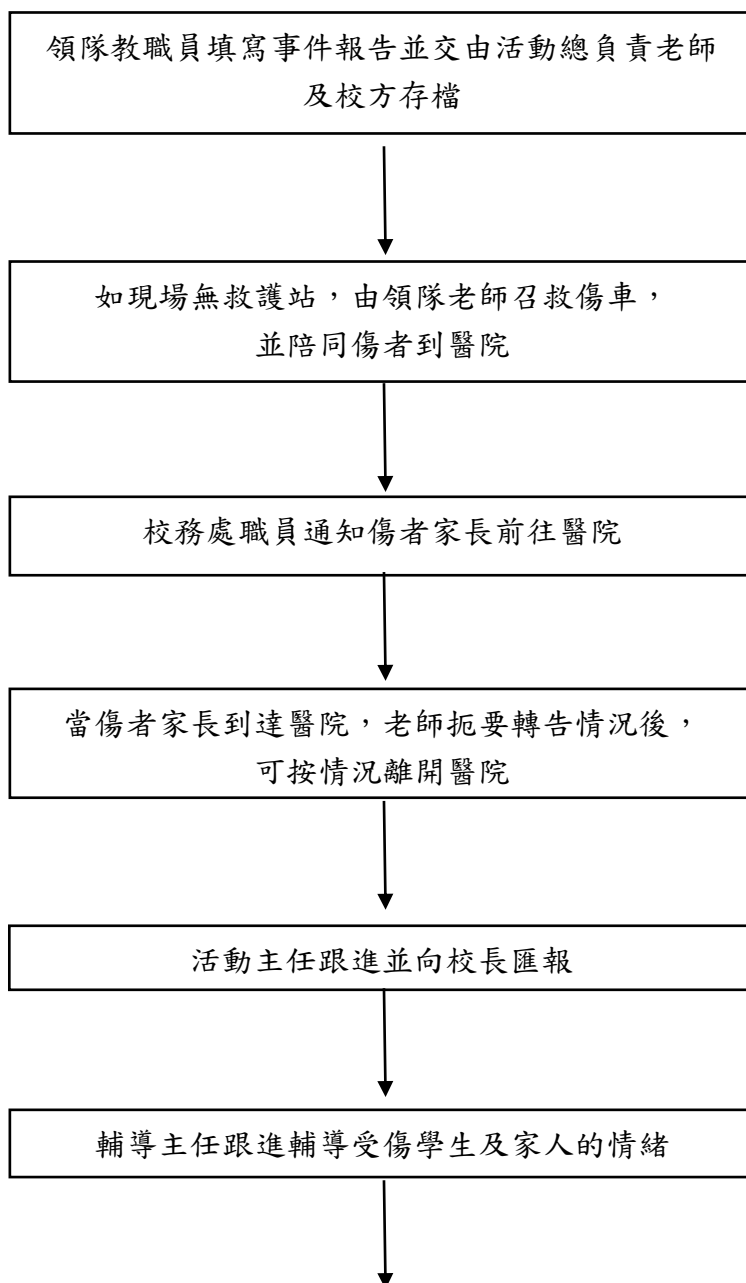 領隊教職員填寫事件報告並交由活動總負責老師
及校方存檔
如現場無救護站，由領隊老師召救傷車，
並陪同傷者到醫院
校務處職員通知傷者家長前往醫院
當傷者家長到達醫院，老師扼要轉告情況後，
可按情況離開醫院
活動主任跟進並向校長匯報
輔導主任跟進輔導受傷學生及家人的情緒